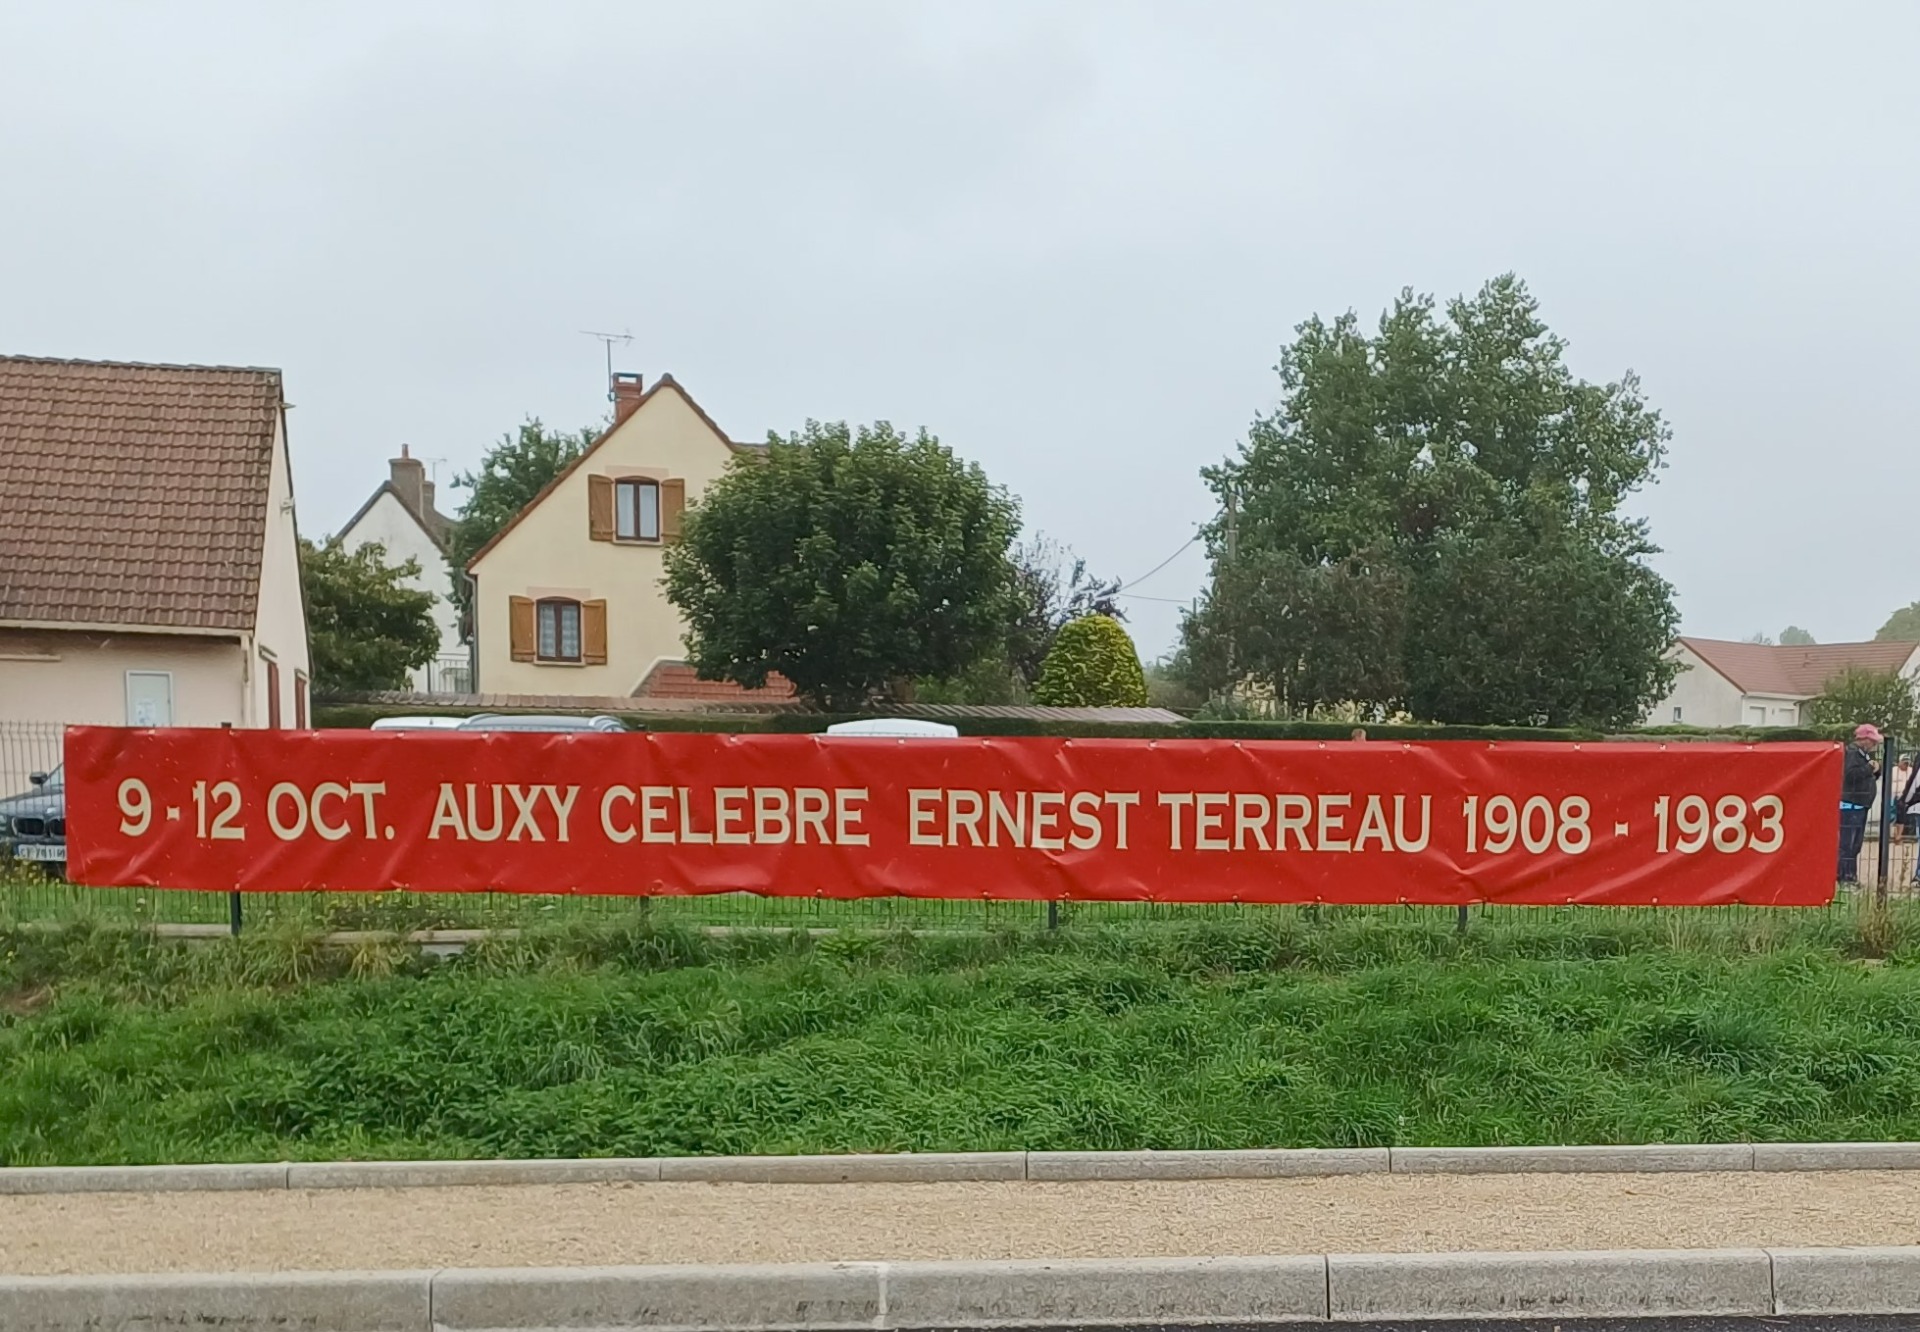 9 - 12 OCT. AUXY CELEBRE ERNEST TERREAU 1908 - 1983